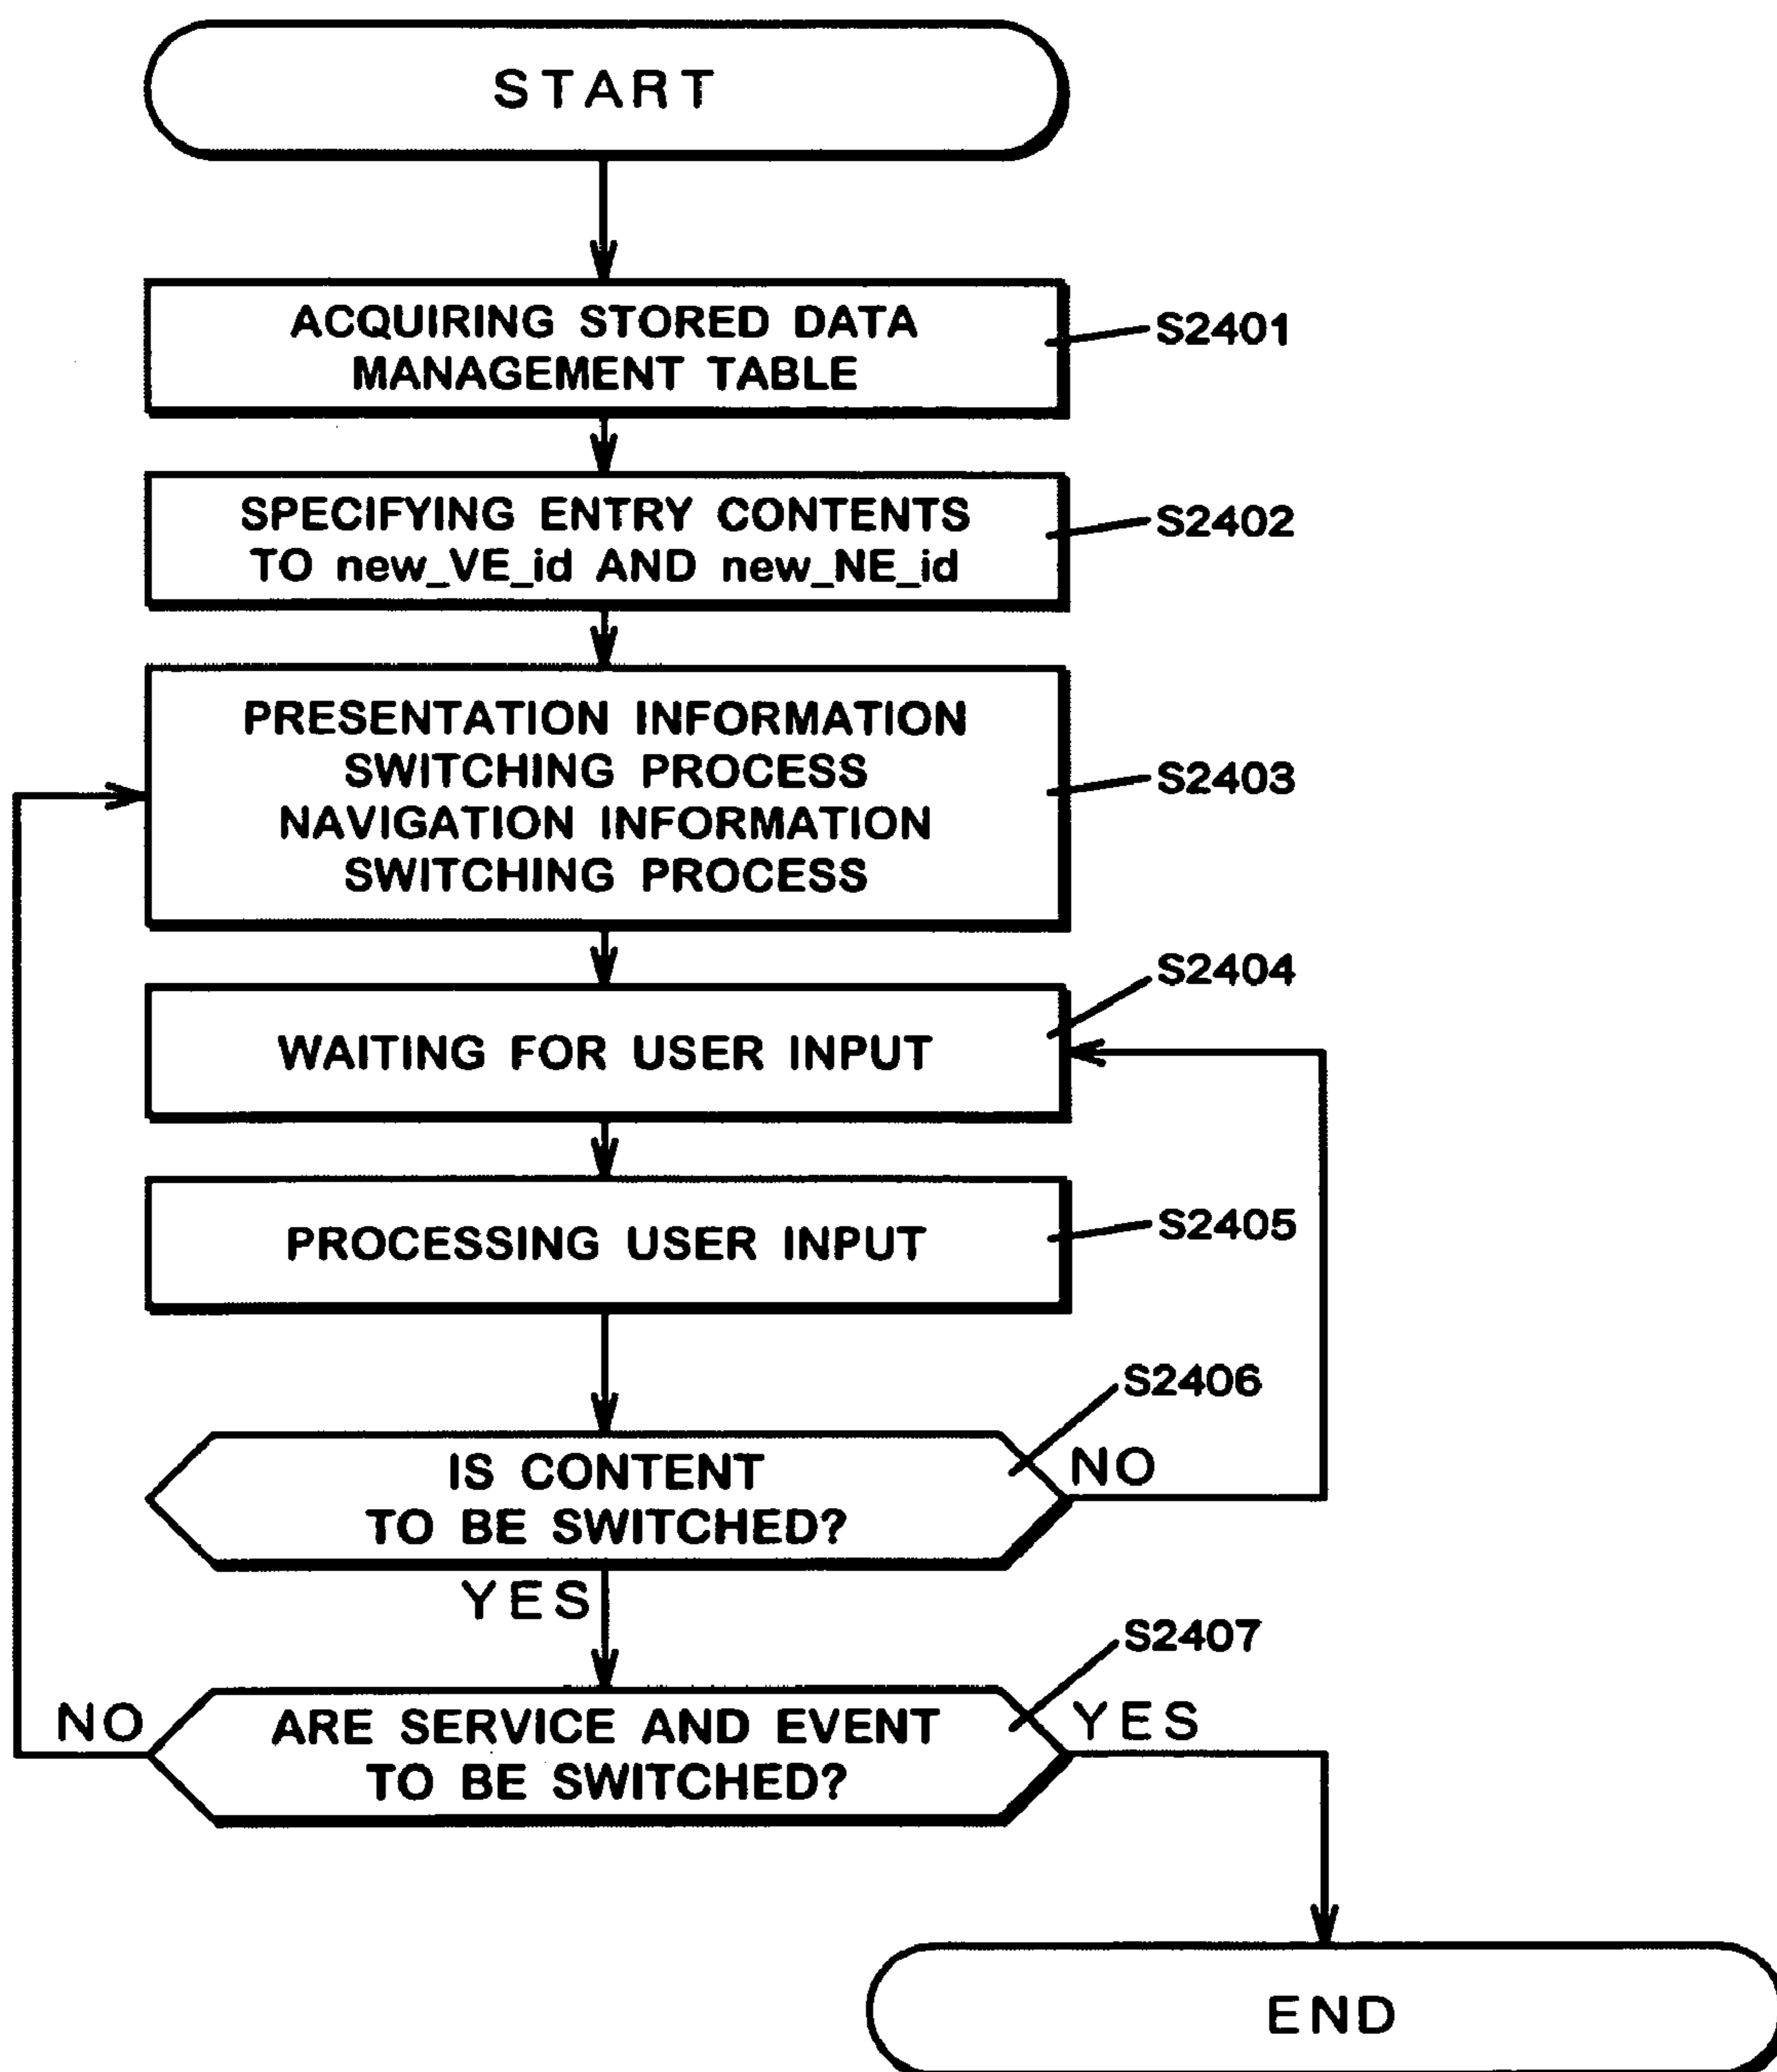 START
ACQUIRING STORED DATA
MANAGEMENT TABLE
S2401
SPECIFYING ENTRY CONTENTS
TO new_VE_id AND new_NE_id
S2402
PRESENTATION INFORMATION
SWITCHING PROCESS
NAVIGATION INFORMATION
SWITCHING PROCESS
S2403
S2404
WAITING FOR USER INPUT
PROCESSING USER INPUT
S2405
S2406
IS CONTENT
TO BE SWITCHED?
NO
YES
S2407
NO
ARE SERVICE AND EVENT
TO BE SWITCHED?
YES
END